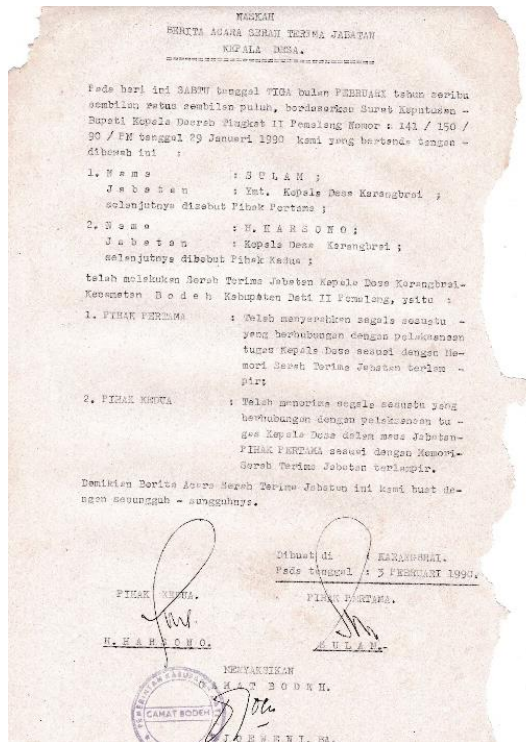 NASKAH
BERITA ACARA SERAH TERIMA JABATAN
KEPALA DESA.
Pada hari ini SABTU tanggal TIGA bulan PEBRUARI tahun seribu
sembilan ratus sembilan puluh, berdasarkan Surat Keputusan -
Bupati Kepala Daerah Tingkat II Pemalang Nomor : 141 / 150 /
90 / PM tanggal 29 Januari 1990 kami yang bertanda tangan -
dibawah ini :
1. N a m a : S U L A M ;
J a b a t a n : Ymt. Kepala Desa Karangbrai ;
selanjutnya disebut Pihak Pertama ;
2. N a m a : H. H A R S O N O ;
J a b a t a n : Kepala Desa Karangbrai ;
selanjutnya disebut Pihak Kedua ;
telah melakukan Serah Terima Jabatan Kepala Desa Karangbrai-
Kecamatan B o d e h Kabupaten Dati II Pemalang, yaitu :
1. PIHAK PERTAMA : Telah menyerahkan segala sesuatu -
yang berhubungan dengan pelaksanaan
tugas Kepala Desa sesuai dengan Me-
mori Serah Terima Jabatan terlam -
pir;
2. PIHAK KEDUA : Telah menerima segala sesuatu yang
berhubungan dengan pelaksanaan tu -
gas Kepala Desa dalam masa Jabatan-
PIHAK PERTAMA sesuai dengan Memori-
Serah Terima Jabatan terlampir.
Demikian Berita Acara Serah Terima Jabatan ini kami buat de-
ngan sesungguh - sungguhnya.
Dibuat di : KARANGBRAI.
Pada tanggal : 3 PEBRUARI 1990.
PIHAK KEDUA. PIHAK PERTAMA.
H. H A R S O N O. S U L A M.
MENYAKSIKAN
CAMAT BODEH.
CAMAT BODEH
J O E W E N I. BA.